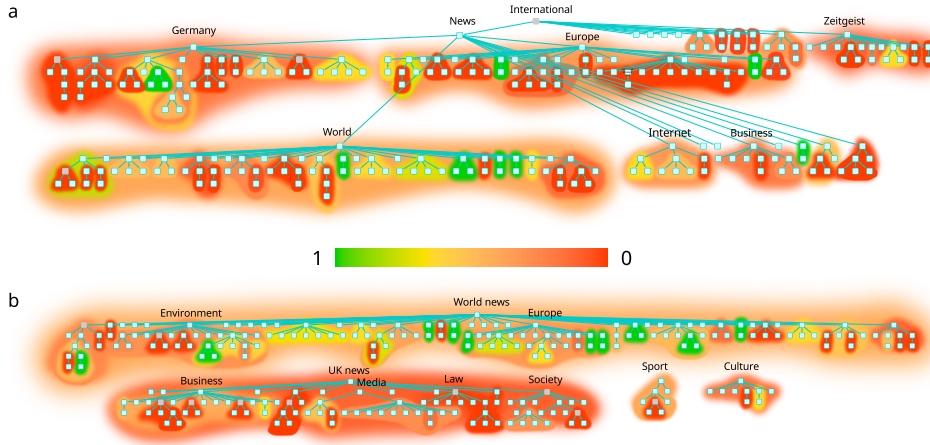 a
International
News
Zeitgeist
Germany
Europe
World
Internet
Business
1
0
b
World news
Environment
Europe
UK news
Business
Media
Law
Society
Sport
Culture